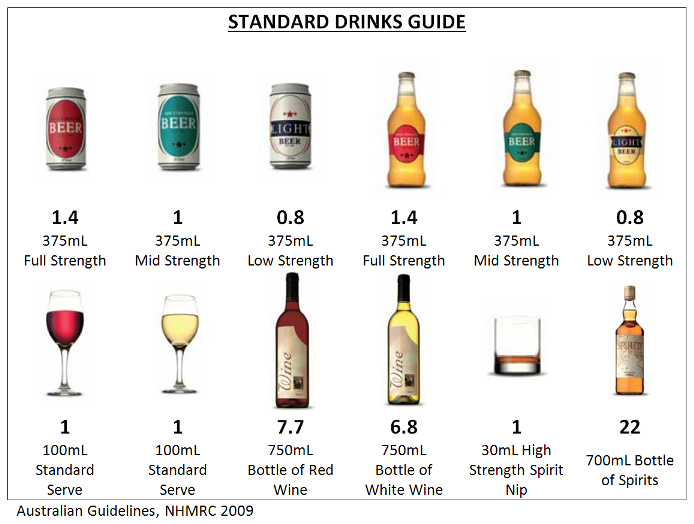 STANDARD DRINKS GUIDE
BEER
BEER
LIGHT
BEER
BEER
BEER
LIGHT
BEER
1.4
1
0.8
1.4
1
0.8
375mL
375mL
375mL
375mL
375mL
375mL
Full Strength
Mid Strength
Low Strength
Full Strength
Mid Strength
Low Strength
Wine
Wine
SPIRITS
1
1
7.7
6.8
1
22
100mL
Standard
Serve
100mL
Standard
Serve
750mL
Bottle of Red
Wine
750mL
Bottle of
White Wine
30mL High
Strength Spirit
Nip
700mL Bottle
of Spirits
Australian Guidelines, NHMRC 2009